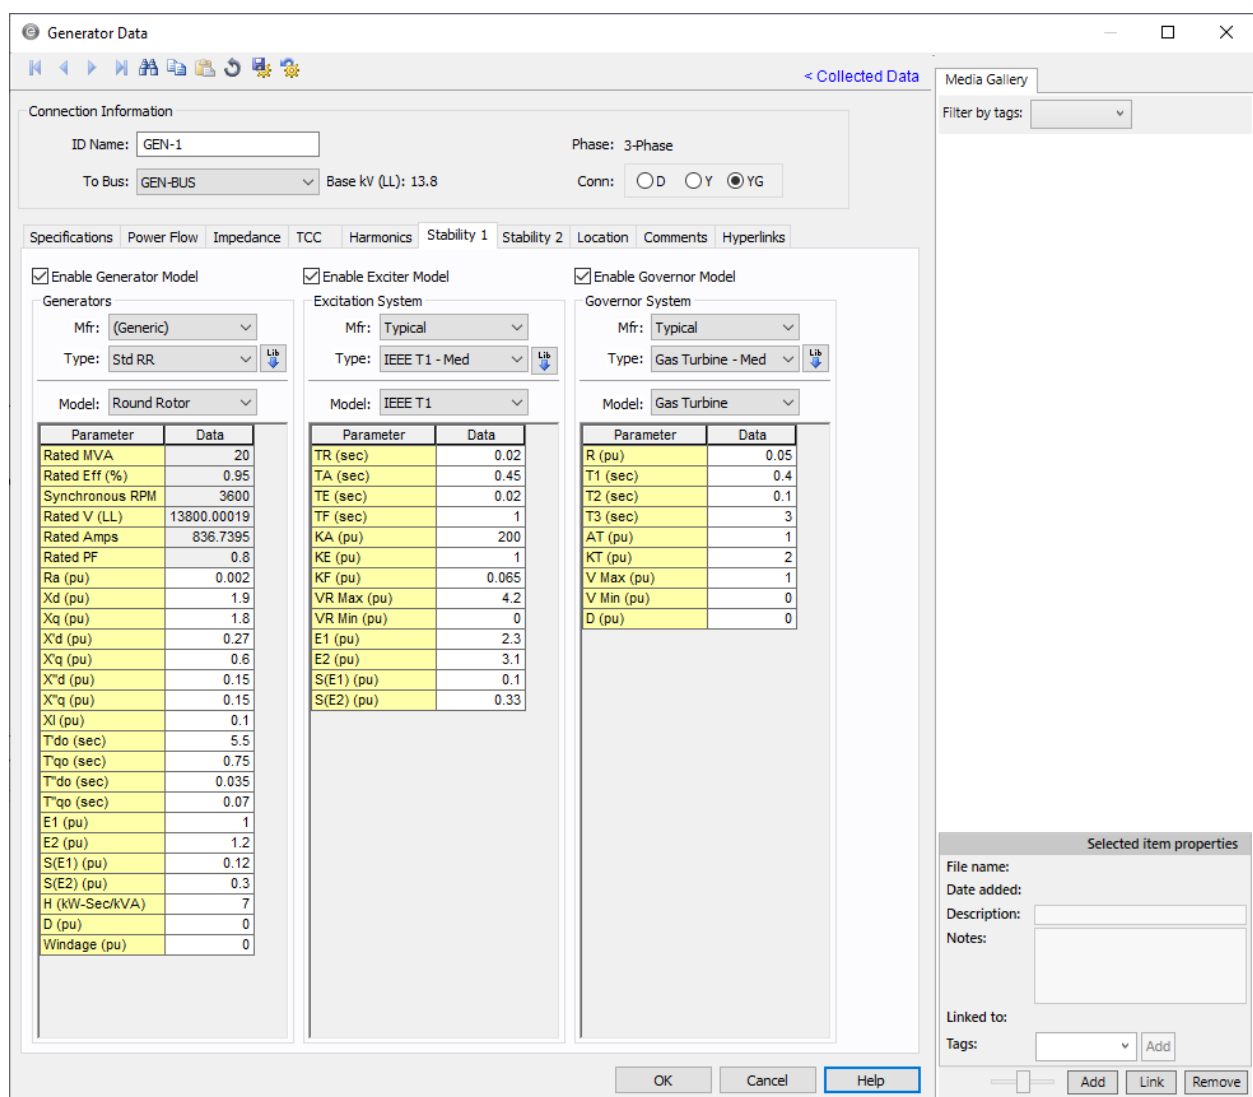 Generator Data
< Collected Data
Connection Information
ID Name: GEN-1
Phase: 3-Phase
To Bus: GEN-BUS Base kV (LL): 13.8
Conn: D Y YG
Specifications Power Flow Impedance TCC Harmonics Stability 1 Stability 2 Location Comments Hyperlinks
Enable Generator Model
Generators
Mfr: (Generic)
Type: Std RR Lib
Model: Round Rotor
Parameter Data
Rated MVA 20
Rated Eff (%) 0.95
Synchronous RPM 3600
Rated V (LL) 13800.00019
Rated Amps 836.7395
Rated PF 0.8
Ra (pu) 0.002
Xd (pu) 1.9
Xq (pu) 1.8
X'd (pu) 0.27
X'q (pu) 0.6
X"d (pu) 0.15
X"q (pu) 0.15
Xl (pu) 0.1
T'do (sec) 5.5
T'qo (sec) 0.75
T"do (sec) 0.035
T"qo (sec) 0.07
E1 (pu) 1
E2 (pu) 1.2
S(E1) (pu) 0.12
S(E2) (pu) 0.3
H (kW-Sec/kVA) 7
D (pu) 0
Windage (pu) 0
Enable Exciter Model
Excitation System
Mfr: Typical
Type: IEEE T1 - Med Lib
Model: IEEE T1
Parameter Data
TR (sec) 0.02
TA (sec) 0.45
TE (sec) 0.02
TF (sec) 1
KA (pu) 200
KE (pu) 1
KF (pu) 0.065
VR Max (pu) 4.2
VR Min (pu) 0
E1 (pu) 2.3
E2 (pu) 3.1
S(E1) (pu) 0.1
S(E2) (pu) 0.33
Enable Governor Model
Governor System
Mfr: Typical
Type: Gas Turbine - Med Lib
Model: Gas Turbine
Parameter Data
R (pu) 0.05
T1 (sec) 0.4
T2 (sec) 0.1
T3 (sec) 3
AT (pu) 1
KT (pu) 2
V Max (pu) 1
V Min (pu) 0
D (pu) 0
OK Cancel Help
Media Gallery
Filter by tags:
Selected item properties
File name:
Date added:
Description:
Notes:
Linked to:
Tags: Add
Add Link Remove